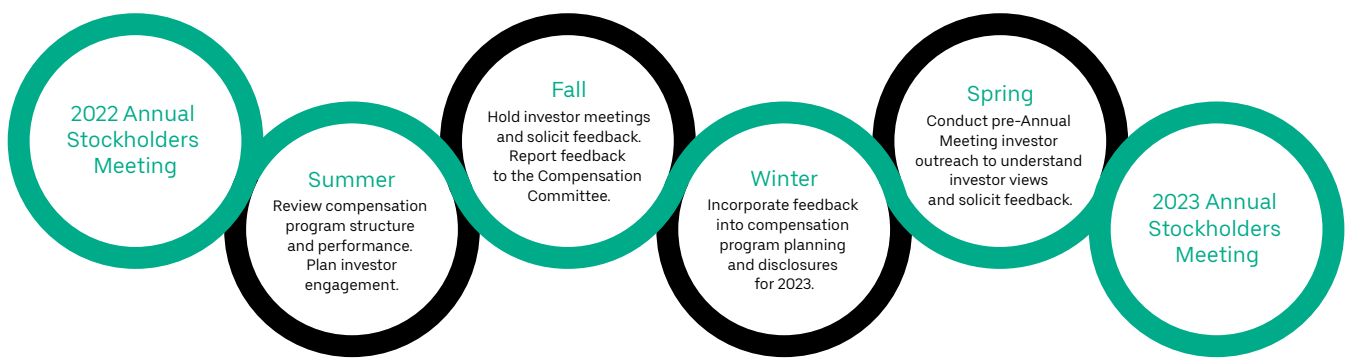 2022 Annual
Stockholders
Meeting
Summer
Review compensation
program structure
and performance.
Plan investor
engagement.
Fall
Hold investor meetings
and solicit feedback.
Report feedback
to the Compensation
Committee.
Winter
Incorporate feedback
into compensation
program planning
and disclosures
for 2023.
Spring
Conduct pre-Annual
Meeting investor
outreach to understand
investor views
and solicit feedback.
2023 Annual
Stockholders
Meeting